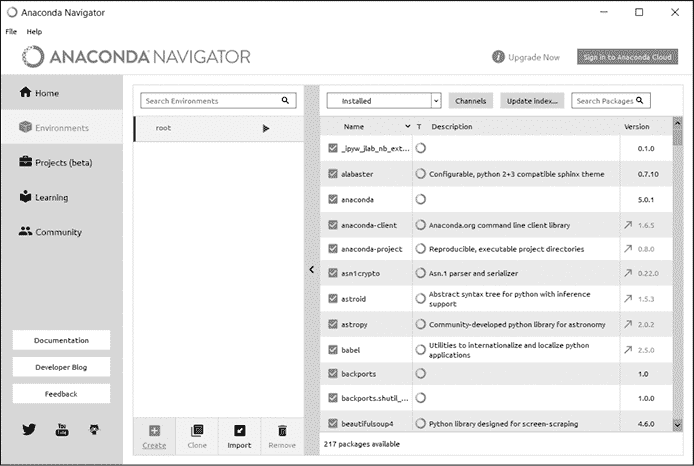 Anaconda Navigator
File Help
ANACONDA NAVIGATOR
Upgrade Now
Sign in to Anaconda Cloud
Home
Environments
Projects (beta)
Learning
Community
Documentation
Developer Blog
Feedback
You Tube
Search Environments
root
Create Clone Import Remove
Installed Channels Update index... Search Packages
Name T Description Version
_ipyw_jlab_nb_ext... 0.1.0
alabaster Configurable, python 2+3 compatible sphinx theme 0.7.10
anaconda 5.0.1
anaconda-client Anaconda.org command line client library 1.6.5
anaconda-project Reproducible, executable project directories 0.8.0
asn1crypto Asn.1 parser and serializer 0.22.0
astroid Abstract syntax tree for python with inference
support 1.5.3
astropy Community-developed python library for astronomy 2.0.2
babel Utilities to internationalize and localize python
applications 2.5.0
backports 1.0
backports.shutil_... 1.0.0
beautifulsoup4 Python library designed for screen-scraping 4.6.0
217 packages available